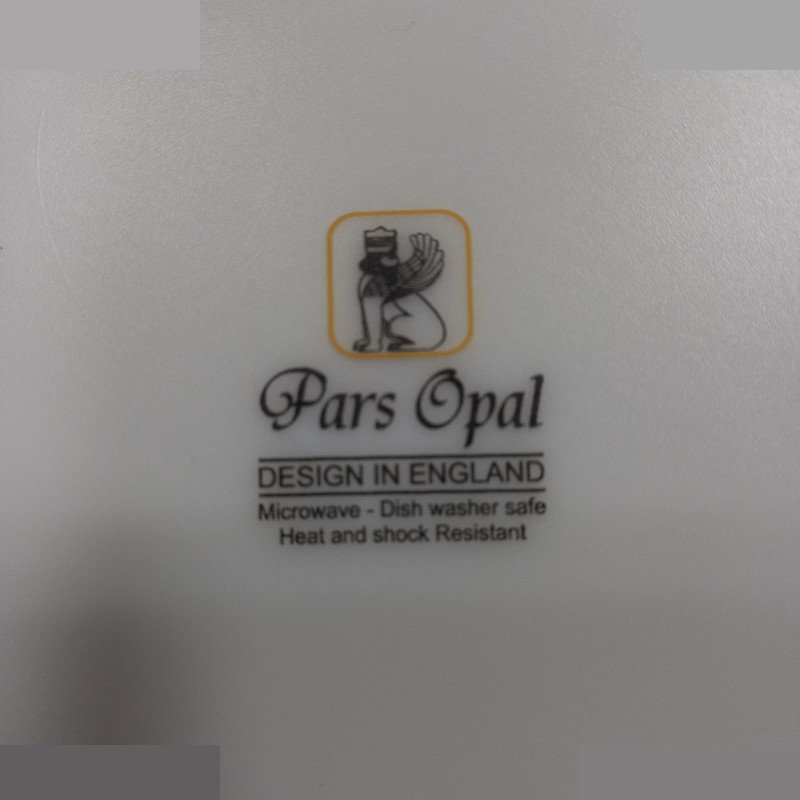 Pars Opal
DESIGN IN ENGLAND
Microwave - Dish washer safe
Heat and shock Resistant